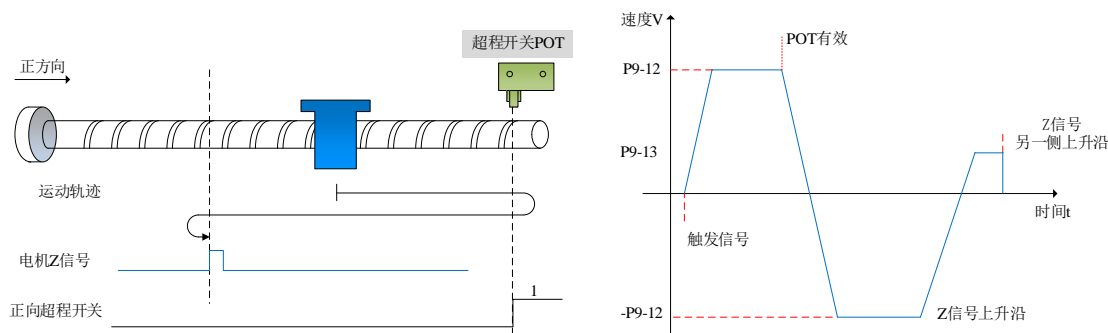 超程开关POT
正方向
运动轨迹
电机Z信号
正向超程开关
1
速度V
POT有效
P9-12
Z信号
另一侧上升沿
P9-13
时间t
触发信号
-P9-12
Z信号上升沿